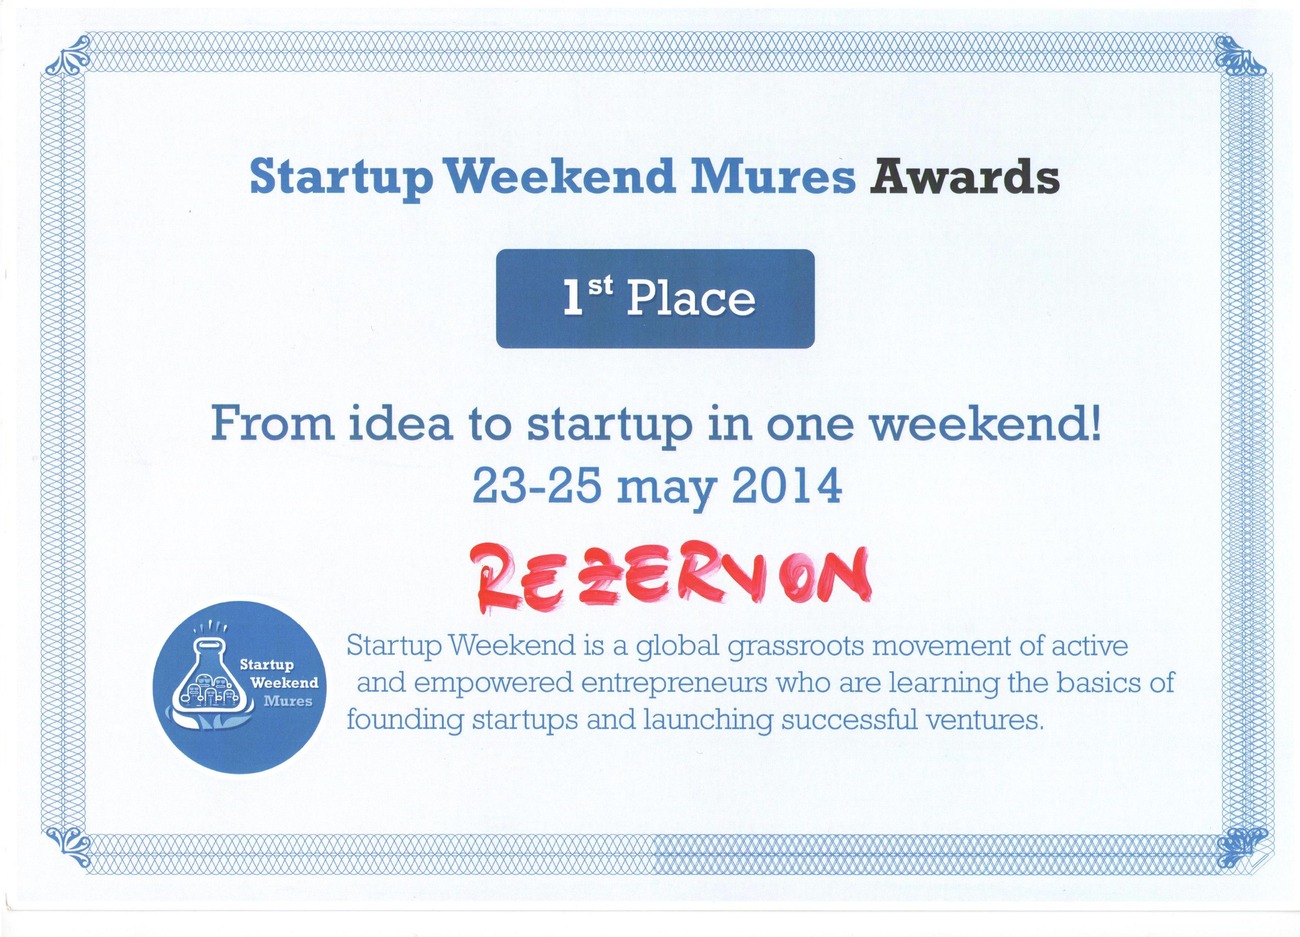 Startup Weekend Mures Awards
1st Place
From idea to startup in one weekend!
23-25 may 2014
REZERVON
Startup Weekend is a global grassroots movement of active
and empowered entrepreneurs who are learning the basics of
founding startups and launching successful ventures.
Startup
Weekend
Mures